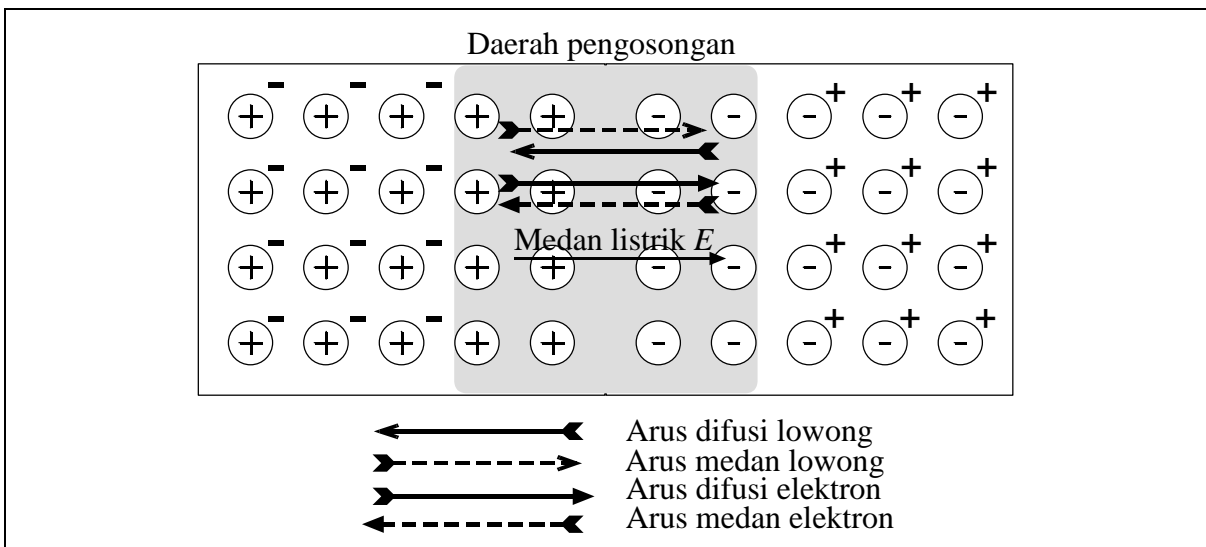 Daerah pengosongan
Medan listrik E
Arus difusi lowong
Arus medan lowong
Arus difusi elektron
Arus medan elektron